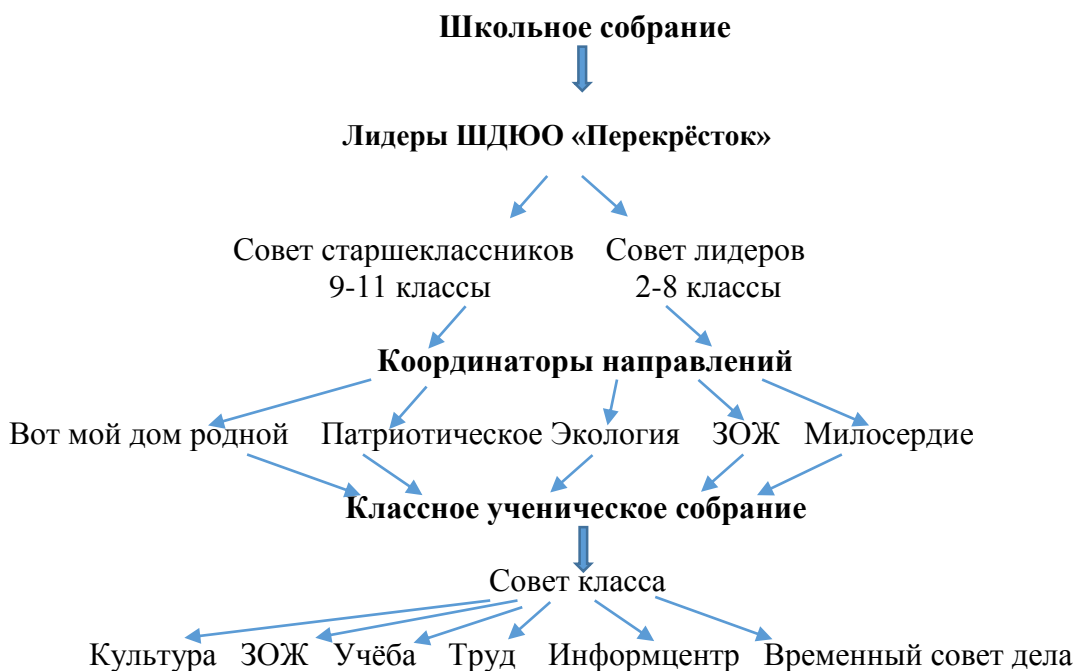 Школьное собрание
Лидеры ШДЮО «Перекрёсток»
Совет старшеклассников Совет лидеров
9-11 классы 2-8 классы
Координаторы направлений
Вот мой дом родной Патриотическое Экология ЗОЖ Милосердие
Классное ученическое собрание
Совет класса
Культура ЗОЖ Учёба Труд Информцентр Временный совет дела